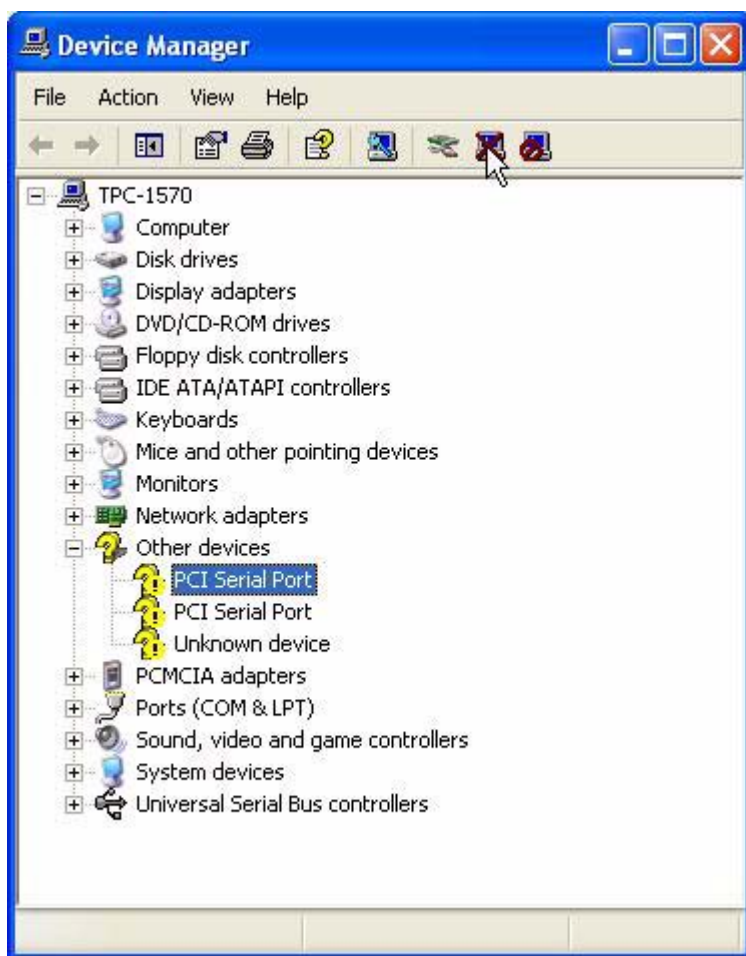 Device Manager
File Action View Help
TPC-1570
Computer
Disk drives
Display adapters
DVD/CD-ROM drives
Floppy disk controllers
IDE ATA/ATAPI controllers
Keyboards
Mice and other pointing devices
Monitors
Network adapters
Other devices
PCI Serial Port
PCI Serial Port
Unknown device
PCMCIA adapters
Ports (COM & LPT)
Sound, video and game controllers
System devices
Universal Serial Bus controllers